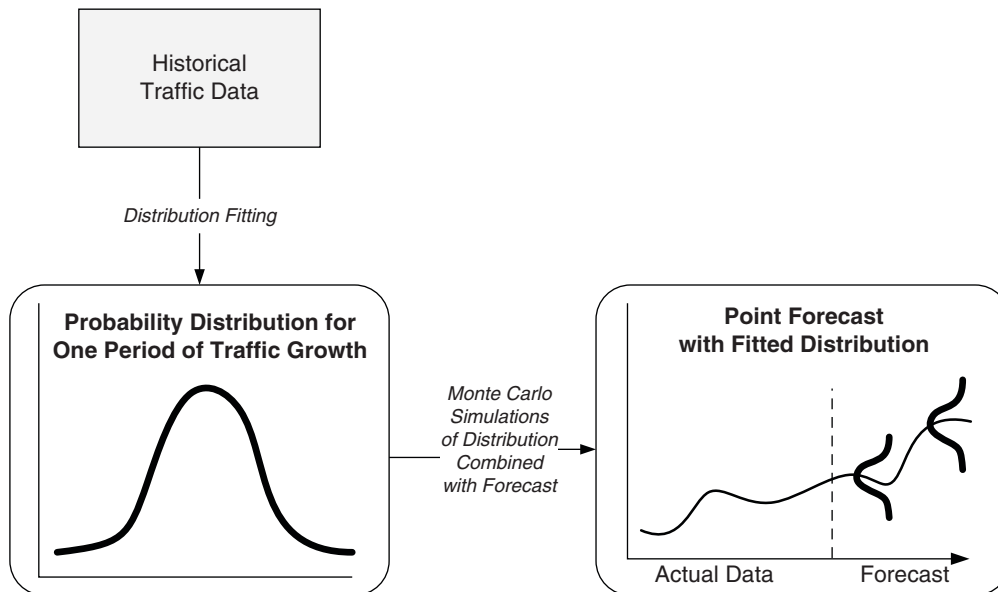 Historical
Traffic Data
Distribution Fitting
Probability Distribution for
One Period of Traffic Growth
Monte Carlo
Simulations
of Distribution
Combined
with Forecast
Point Forecast
with Fitted Distribution
Actual Data
Forecast